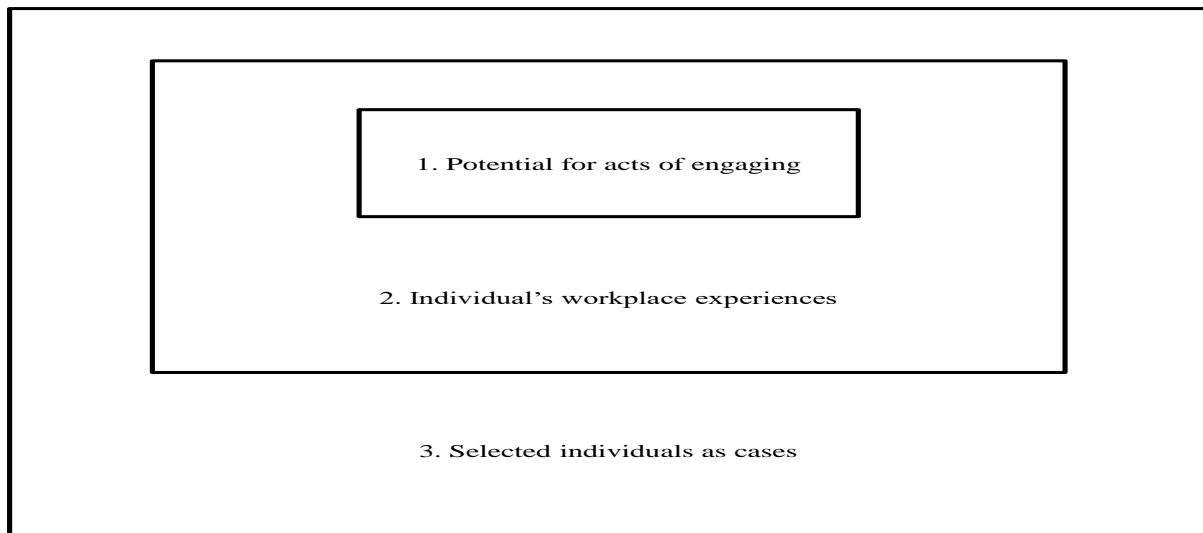 1. Potential for acts of engaging
2. Individual’s workplace experiences
3. Selected individuals as cases